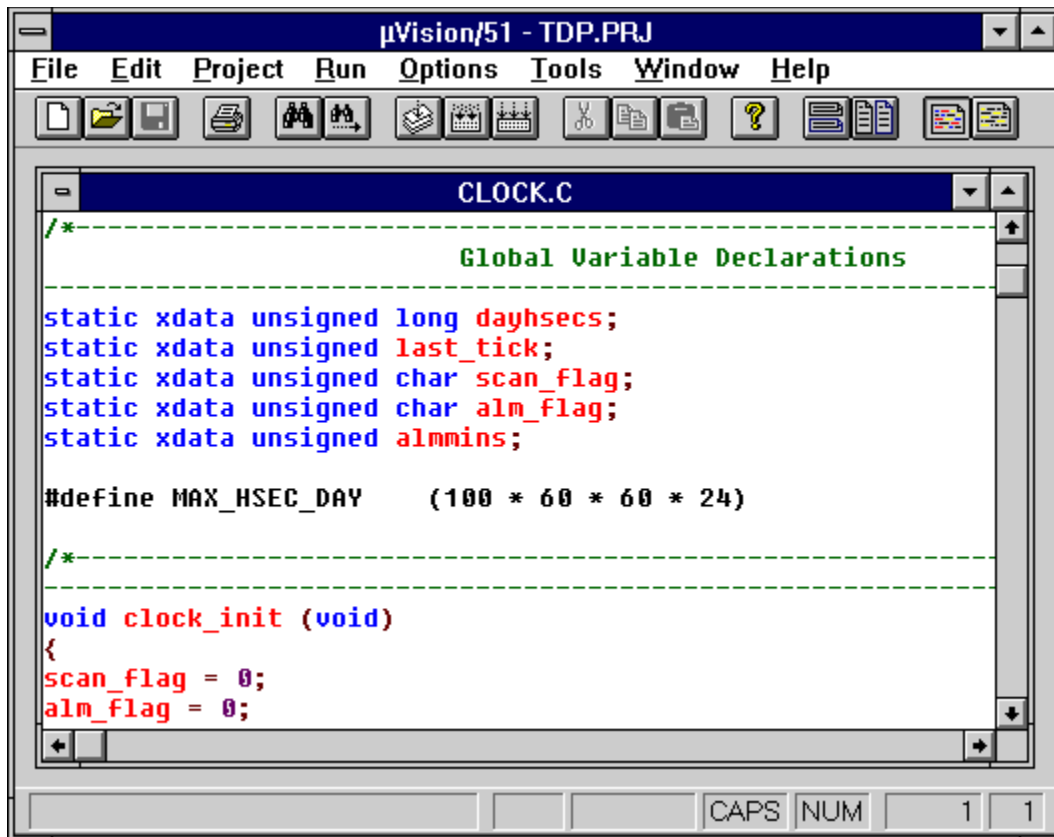 µVision/51 - TDP.PRJ
File Edit Project Run Options Tools Window Help
CLOCK.C
/*-----------------------------------------------------------
Global Variable Declarations
-------------------------------------------------------------
static xdata unsigned long dayhsecs;
static xdata unsigned last_tick;
static xdata unsigned char scan_flag;
static xdata unsigned char alm_flag;
static xdata unsigned almmins;
#define MAX_HSEC_DAY    (100 * 60 * 60 * 24)
/*-----------------------------------------------------------
-------------------------------------------------------------
void clock_init (void)
{
scan_flag = 0;
alm_flag = 0;
CAPS NUM 1 1